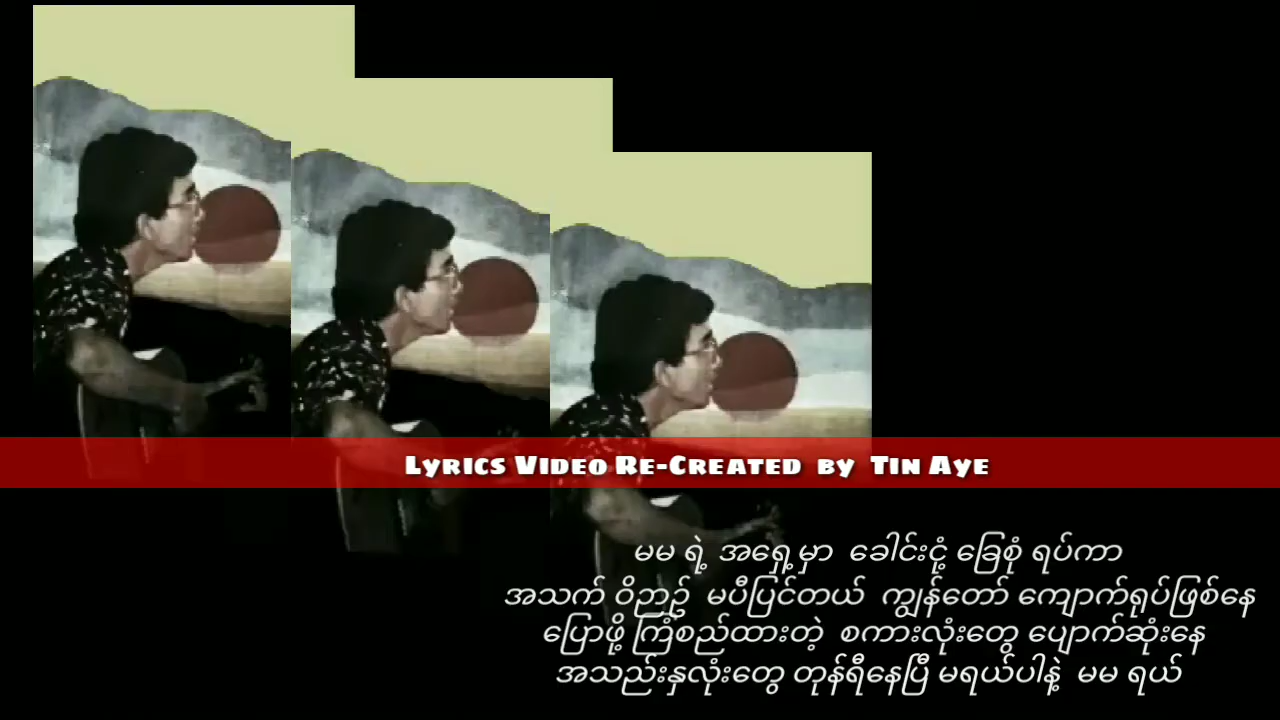 Lyrics Video Re-Created by Tin Aye
မမ ရဲ့ အရှေ့မှာ ခေါင်းငုံ့ ခြေစုံ ရပ်ကာ
အသက် ဝိဉာဥ် မပီပြင်တယ် ကျွန်တော် ကျောက်ရုပ်ဖြစ်နေ
ပြောဖို့ ကြံစည်ထားတဲ့ စကားလုံးတွေ ပျောက်ဆုံးနေ
အသည်းနှလုံးတွေ တုန်ရီနေပြီ မရယ်ပါနဲ့ မမ ရယ်